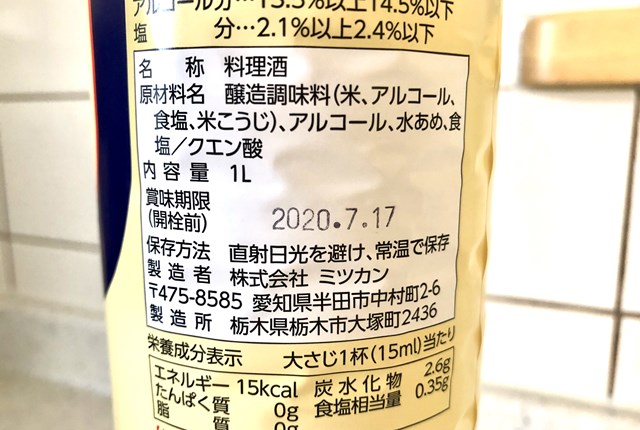 アルコール分…13.5%以上14.5%以下
塩　　　分…2.1%以上2.4%以下
名　称 料理酒
原材料名 醸造調味料(米、アルコール、
食塩、米こうじ)、アルコール、水あめ、食
塩／クエン酸
内容量 1L
賞味期限
(開栓前) 2020.7.17
保存方法 直射日光を避け、常温で保存
製造者 株式会社 ミツカン
〒475-8585 愛知県半田市中村町2-6
製造所 栃木県栃木市大塚町2436
栄養成分表示 大さじ1杯(15ml)当たり
エネルギー 15kcal 炭水化物 2.6g
たんぱく質 0g 食塩相当量 0.35g
脂　質 0g